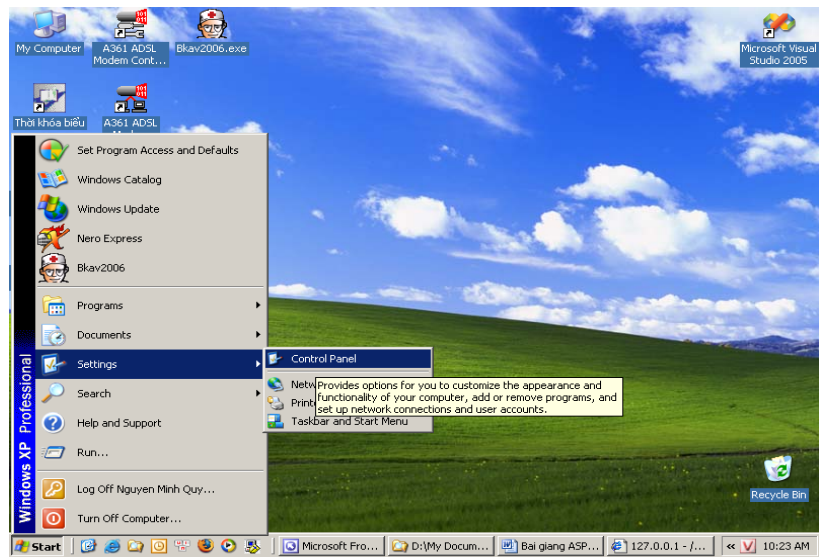 My Computer
A361 ADSL
Modem Cont...
Bkav2006.exe
Microsoft Visual
Studio 2005
Thời khóa biểu
A361 ADSL
Set Program Access and Defaults
Windows Catalog
Windows Update
Nero Express
Bkav2006
Programs
Documents
Settings
Search
Help and Support
Run...
Log Off Nguyen Minh Quy...
Turn Off Computer...
Windows XP Professional
Control Panel
Provides options for you to customize the appearance and
functionality of your computer, add or remove programs, and
set up network connections and user accounts.
Taskbar and Start Menu
Recycle Bin
Start
Microsoft Fro...
D:\My Docum...
Bai giang ASP...
127.0.0.1 - /...
«
V
10:23 AM